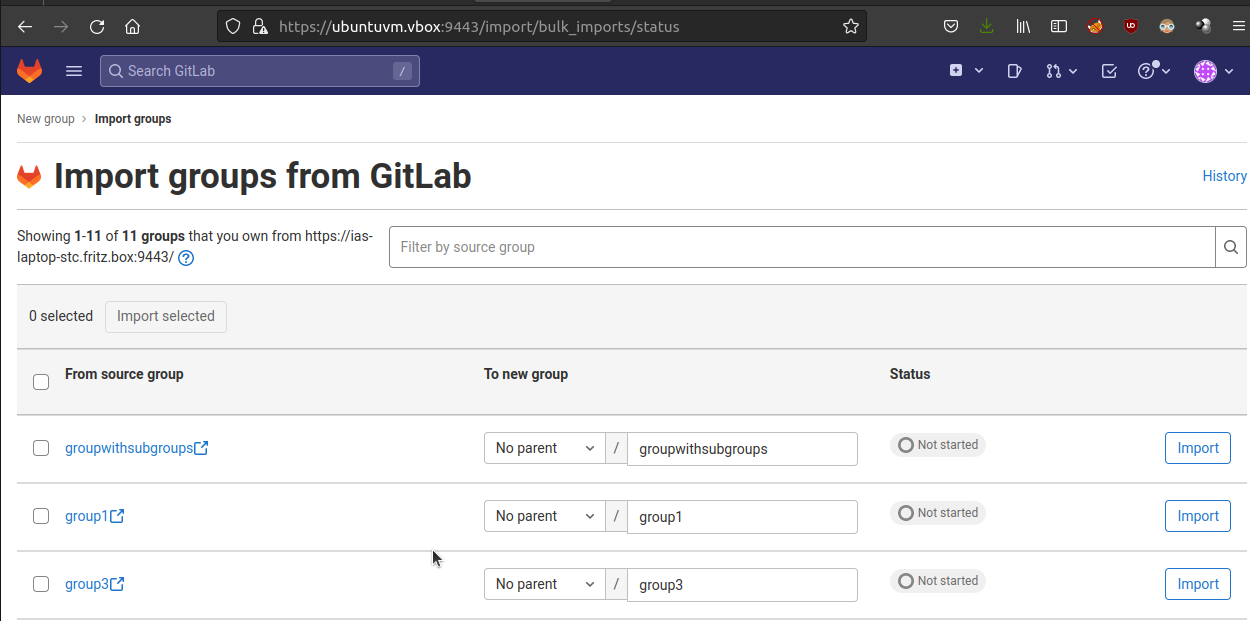 https://ubuntuvm.vbox:9443/import/bulk_imports/status
Search GitLab /
New group › Import groups
Import groups from GitLab
History
Showing 1-11 of 11 groups that you own from https://ias-
laptop-stc.fritz.box:9443/
Filter by source group
0 selected Import selected
From source group To new group Status
groupwithsubgroups No parent / groupwithsubgroups Not started Import
group1 No parent / group1 Not started Import
group3 No parent / group3 Not started Import